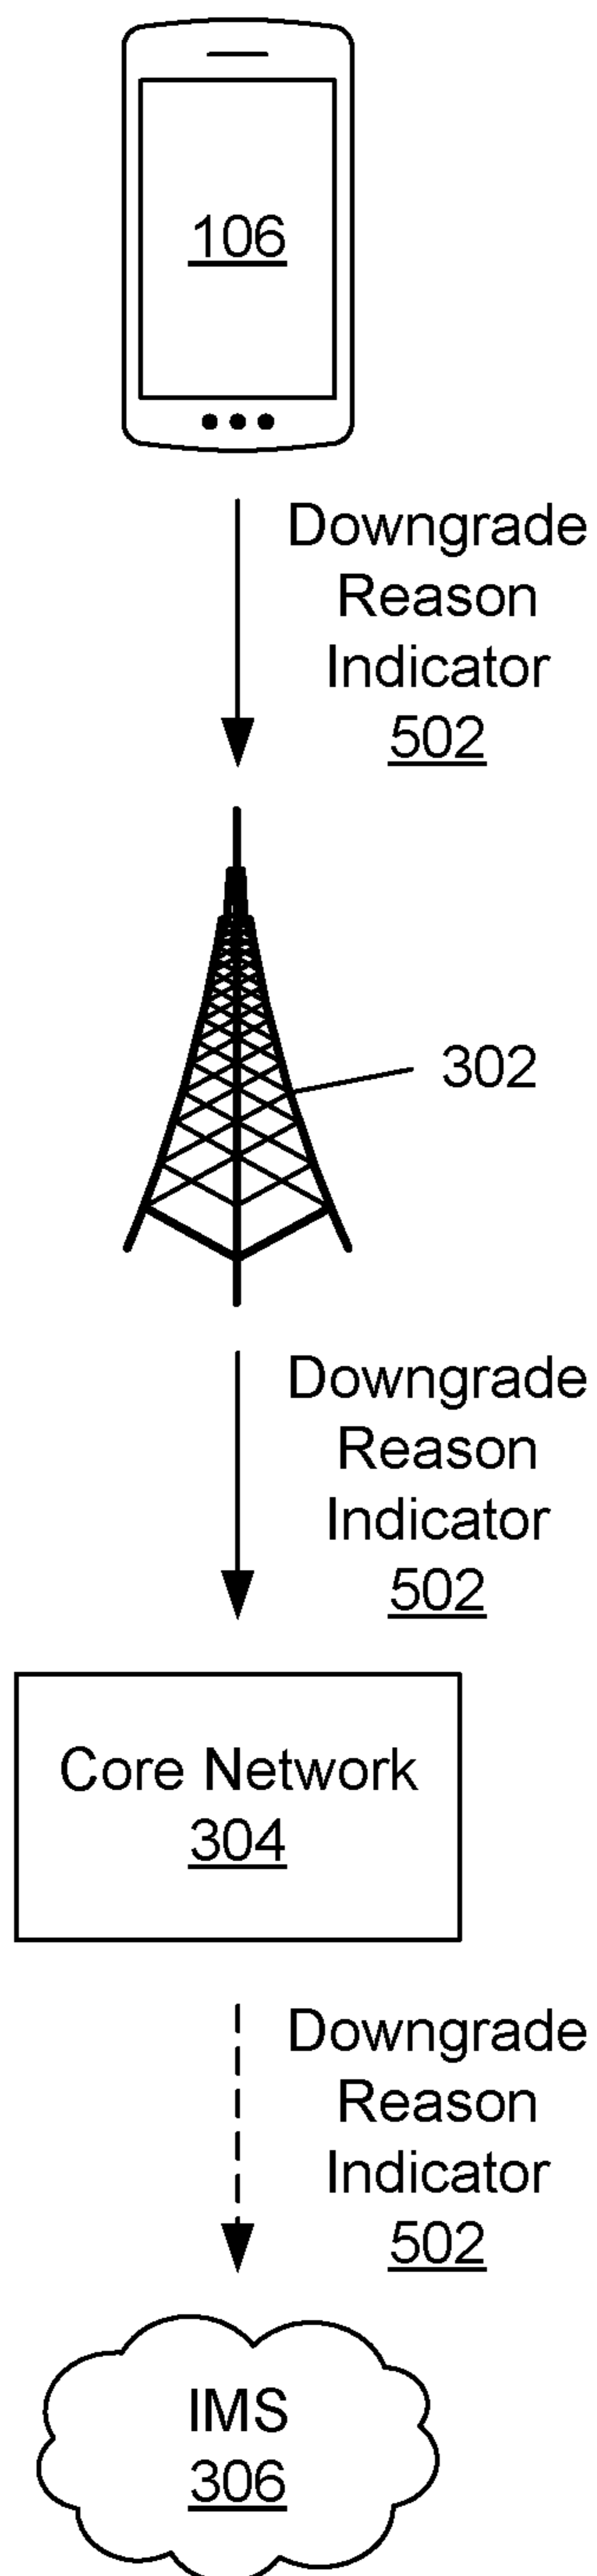 106
Downgrade
Reason
Indicator
502
302
Downgrade
Reason
Indicator
502
Core Network
304
Downgrade
Reason
Indicator
502
IMS
306